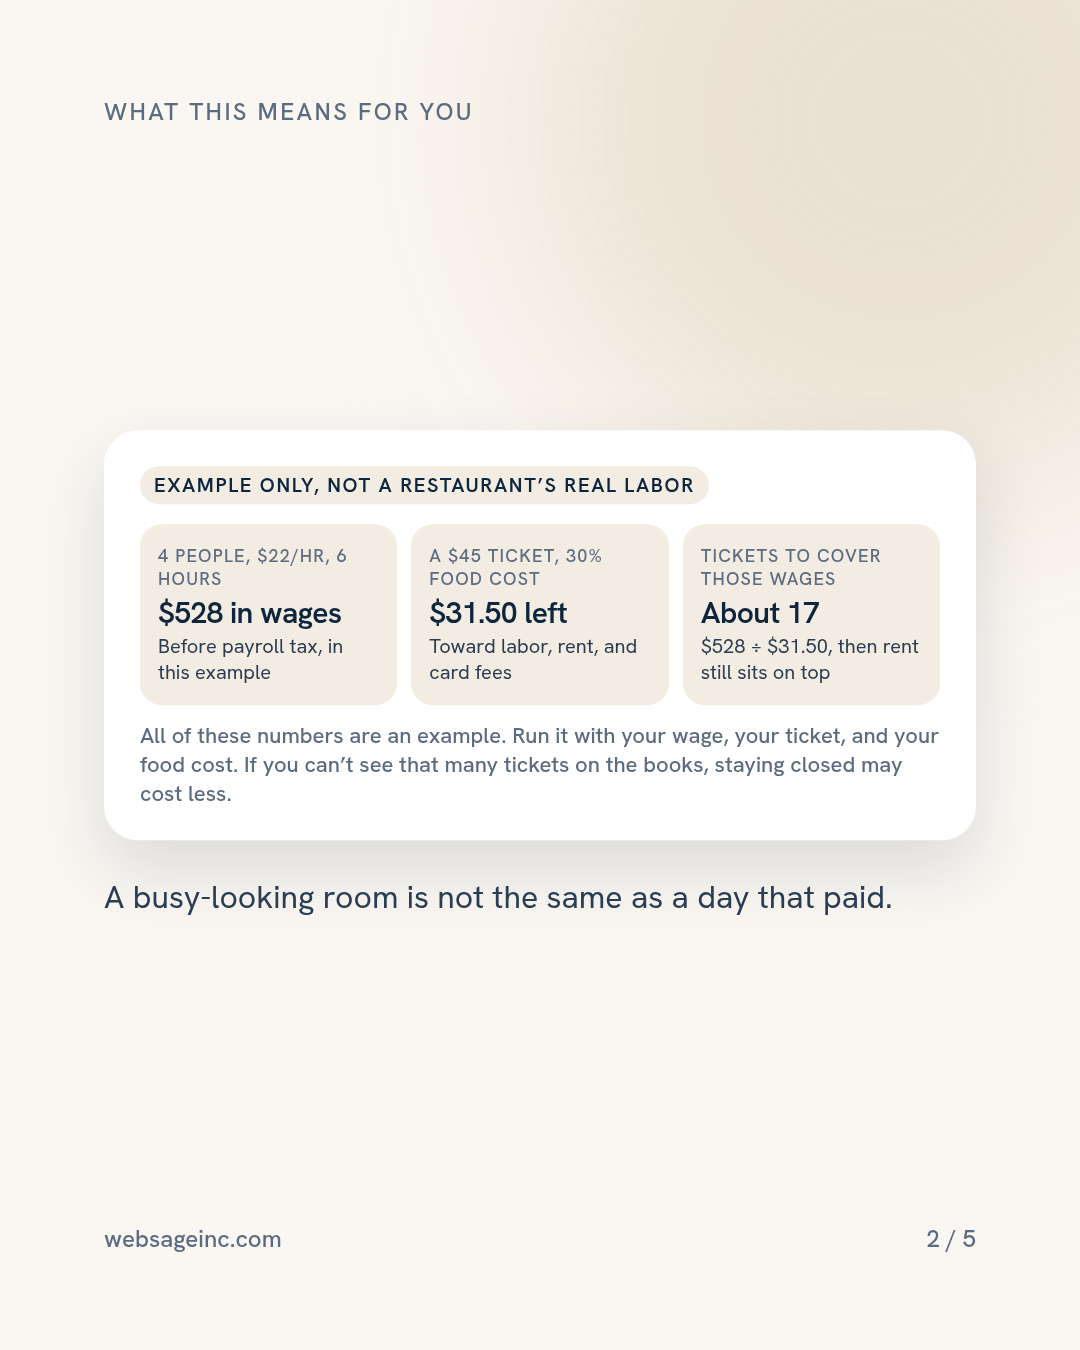 WHAT THIS MEANS FOR YOU
EXAMPLE ONLY, NOT A RESTAURANT’S REAL LABOR
4 PEOPLE, $22/HR, 6
HOURS
$528 in wages
Before payroll tax, in
this example
A $45 TICKET, 30%
FOOD COST
$31.50 left
Toward labor, rent, and
card fees
TICKETS TO COVER
THOSE WAGES
About 17
$528 ÷ $31.50, then rent
still sits on top
All of these numbers are an example. Run it with your wage, your ticket, and your
food cost. If you can’t see that many tickets on the books, staying closed may
cost less.
A busy-looking room is not the same as a day that paid.
websageinc.com
2 / 5